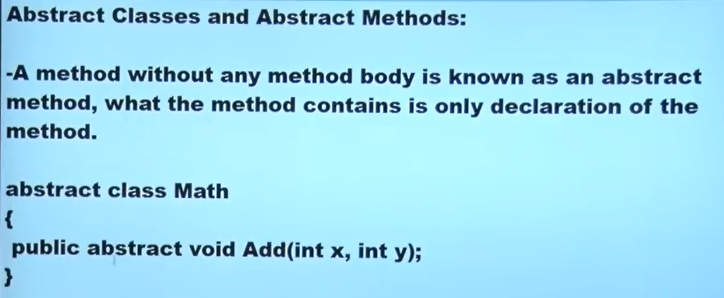 Abstract Classes and Abstract Methods:
-A method without any method body is known as an abstract
method, what the method contains is only declaration of the
method.
abstract class Math
{
public abstract void Add(int x, int y);
}